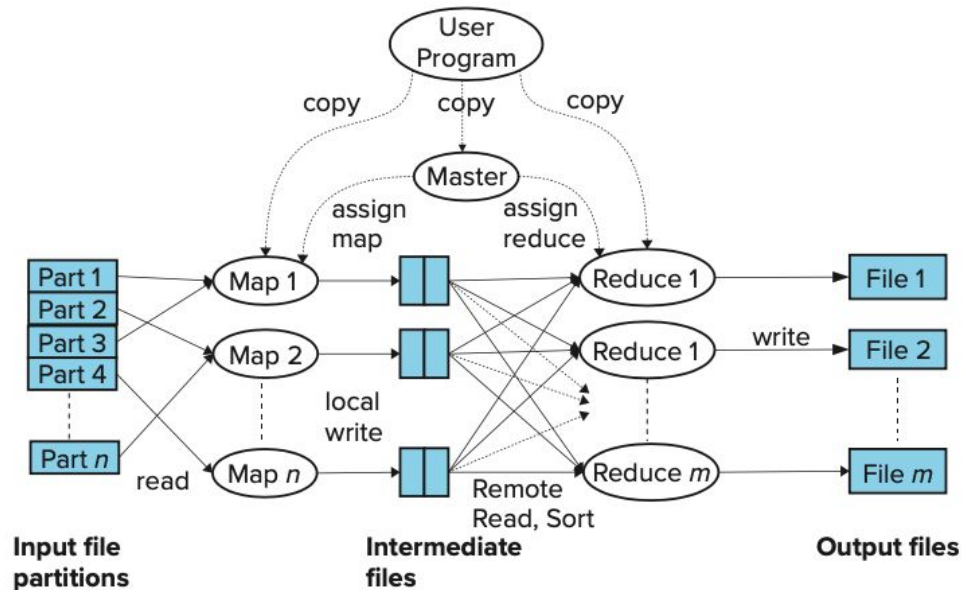 User
Program
copy
copy
copy
Master
assign
map
assign
reduce
Part 1
Part 2
Part 3
Part 4
Part n
read
Map 1
Map 2
Map n
local
write
Reduce 1
Reduce 1
Reduce m
Remote
Read, Sort
write
File 1
File 2
File m
Input file
partitions
Intermediate
files
Output files